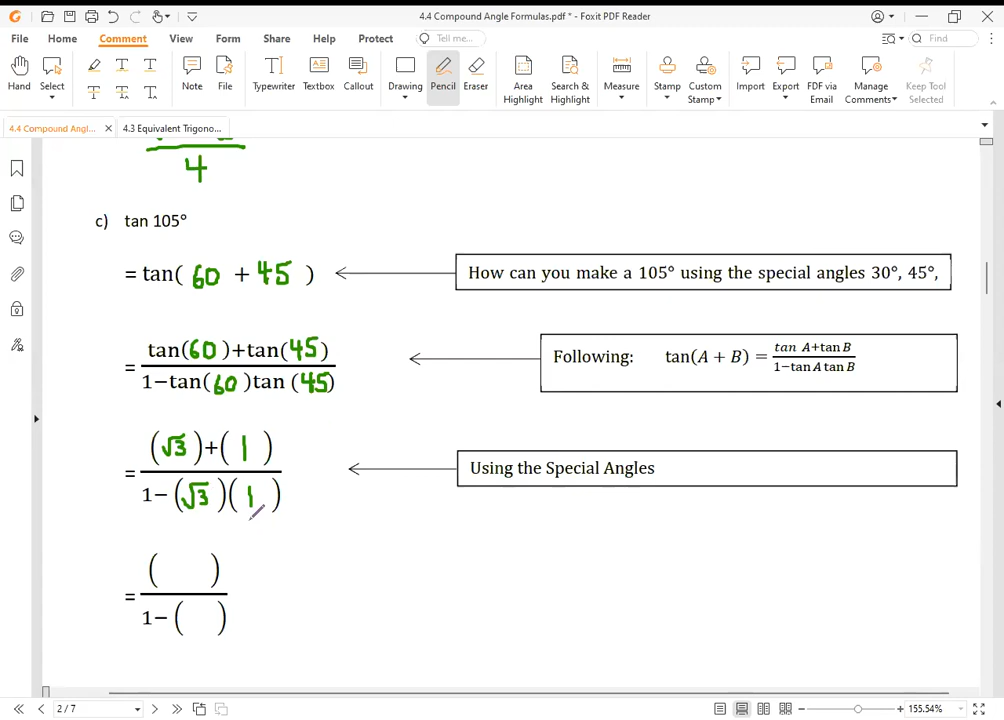 4.4 Compound Angle Formulas.pdf * - Foxit PDF Reader
File Home Comment View Form Share Help Protect Tell me... Find
Hand Select Note File Typewriter Textbox Callout Drawing Pencil Eraser Area Highlight Search & Highlight Measure Stamp Custom Stamp Import Export FDF via Email Manage Comments Keep Tool Selected
4.4 Compound Angl... 4.3 Equivalent Trigono...
4
c) tan 105°
= tan( 60 + 45 )
How can you make a 105° using the special angles 30°, 45°,
= tan(60)+tan(45) / 1−tan(60)tan (45)
Following: tan(A + B) = tan A+tan B / 1−tan A tan B
= (√3)+( 1 ) / 1−(√3)( 1 )
Using the Special Angles
= ( ) / 1−( )
2 / 7 155.54%